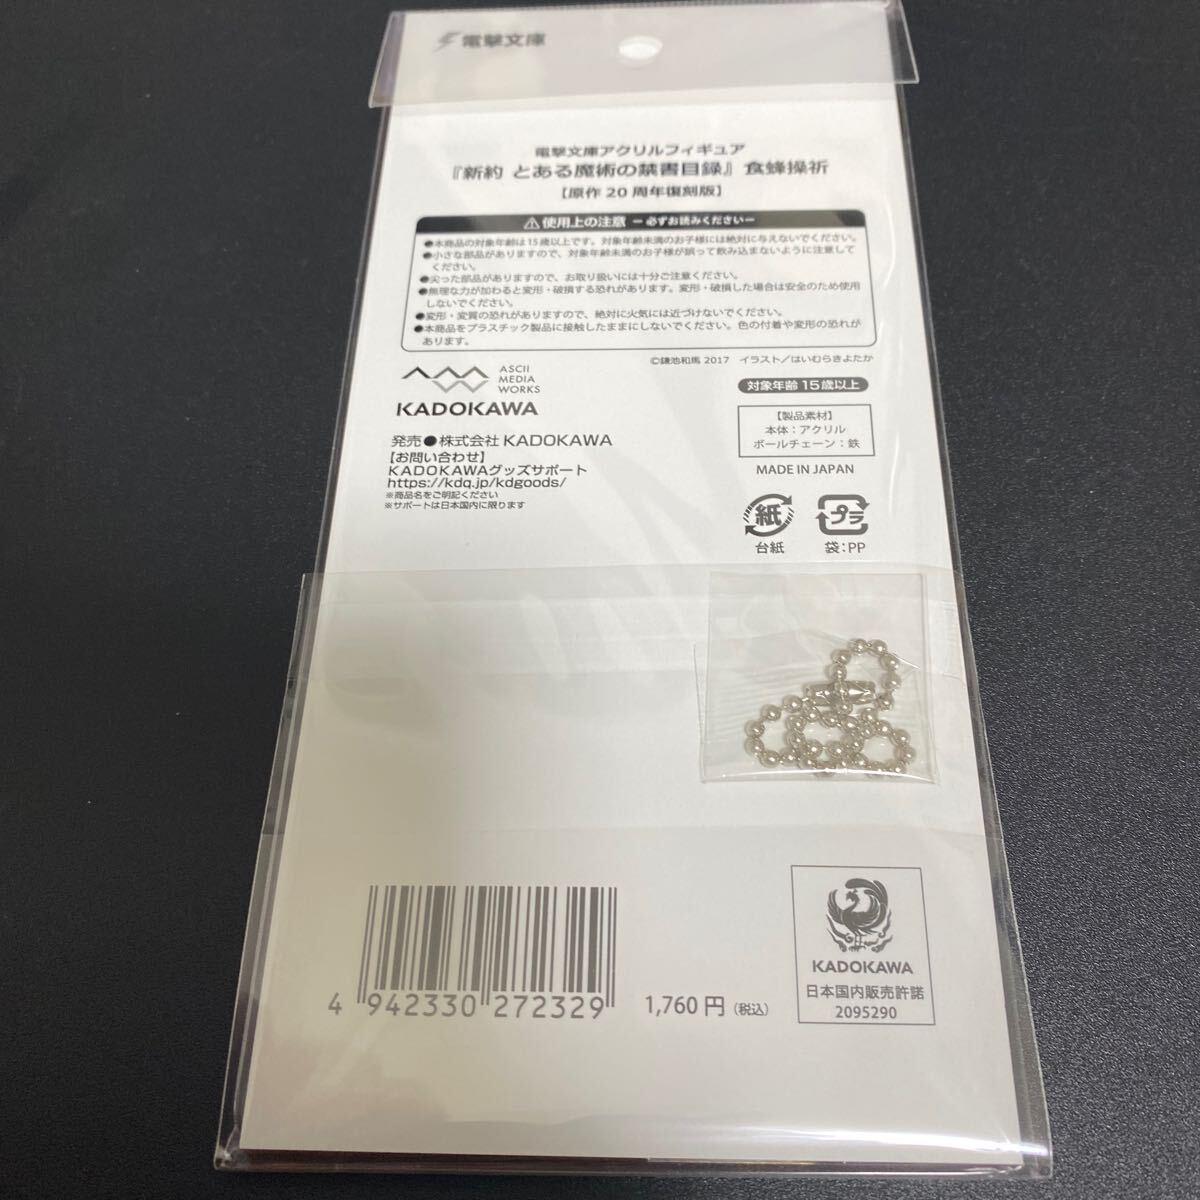 電撃文庫
電撃文庫アクリルフィギュア
『新約 とある魔術の禁書目録』食蜂操祈
【原作 20 周年復刻版】
⚠使用上の注意 －必ずお読みください－
●本商品の対象年齢は15歳以上です。対象年齢未満のお子様には絶対に与えないでください。
●小さな部品がありますので、対象年齢未満のお子様が誤って飲み込まないように注意して
ください。
●尖った部品がありますので、お取り扱いには十分ご注意ください。
●無理な力が加わると変形・破損する恐れがあります。変形・破損した場合は安全のため使用
しないでください。
●変形・変質の恐れがありますので、絶対に火気には近づけないでください。
●本商品をプラスチック製品に接触したままにしないでください。色の付着や変形の恐れが
あります。
©鎌池和馬 2017 イラスト／はいむらきよたか
ASCII
MEDIA
WORKS
KADOKAWA
対象年齢 15歳以上
発売●株式会社 KADOKAWA
【お問い合わせ】
KADOKAWAグッズサポート
https://kdq.jp/kdgoods/
※商品名をご明記ください
※サポートは日本国内に限ります
【製品素材】
本体：アクリル
ボールチェーン：鉄
MADE IN JAPAN
紙
台紙
プラ
袋：PP
4 942330 272329
1,760 円（税込）
KADOKAWA
日本国内販売許諾
2095290